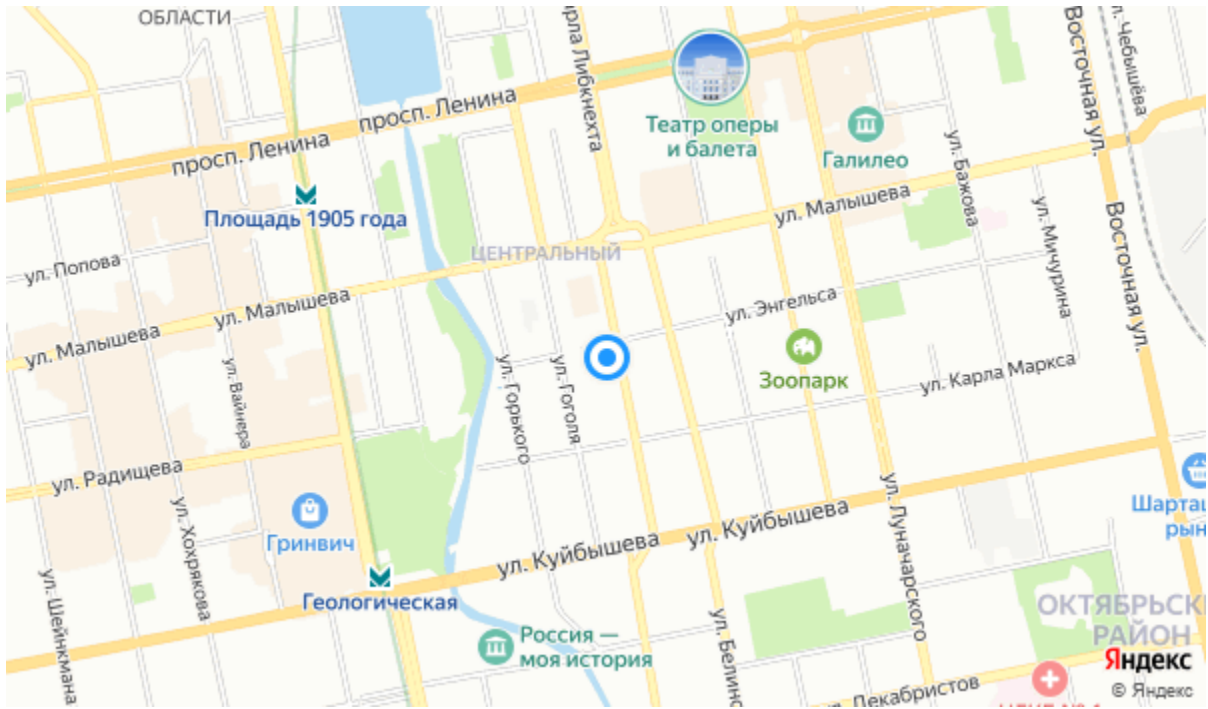 ОБЛАСТИ
просп. Ленина
просп. Ленина
Театр оперы
и балета
Галилео
Восточная ул.
Площадь 1905 года
ул. Малышева
ул. Бажова
ул. Мичурина
Восточная ул.
ЦЕНТРАЛЬНЫЙ
ул. Попова
ул. Малышева
ул. Малышева
ул. Энгельса
ул. Вайнера
ул. Горького
ул. Гоголя
Зоопарк
ул. Карла Маркса
ул. Радищева
ул. Хохрякова
Гринвич
ул. Куйбышева
ул. Куйбышева
ул. Луначарского
ул. Шейнкмана
Геологическая
Россия —
моя история
Яндекс
© Яндекс
РАЙОН
ул. Чебышёва